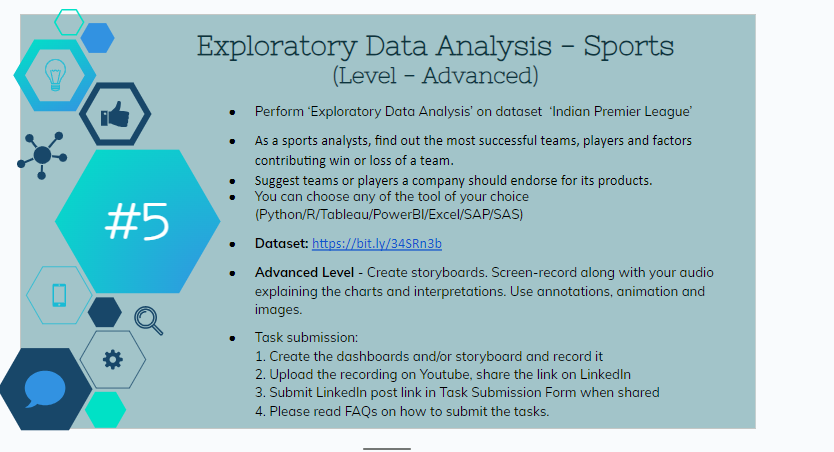 Exploratory Data Analysis - Sports
(Level - Advanced)
#5
• Perform ‘Exploratory Data Analysis’ on dataset ‘Indian Premier League’
• As a sports analysts, find out the most successful teams, players and factors
contributing win or loss of a team.
• Suggest teams or players a company should endorse for its products.
• You can choose any of the tool of your choice
(Python/R/Tableau/PowerBI/Excel/SAP/SAS)
• Dataset: https://bit.ly/34SRn3b
• Advanced Level - Create storyboards. Screen-record along with your audio
explaining the charts and interpretations. Use annotations, animation and
images.
• Task submission:
1. Create the dashboards and/or storyboard and record it
2. Upload the recording on Youtube, share the link on LinkedIn
3. Submit LinkedIn post link in Task Submission Form when shared
4. Please read FAQs on how to submit the tasks.